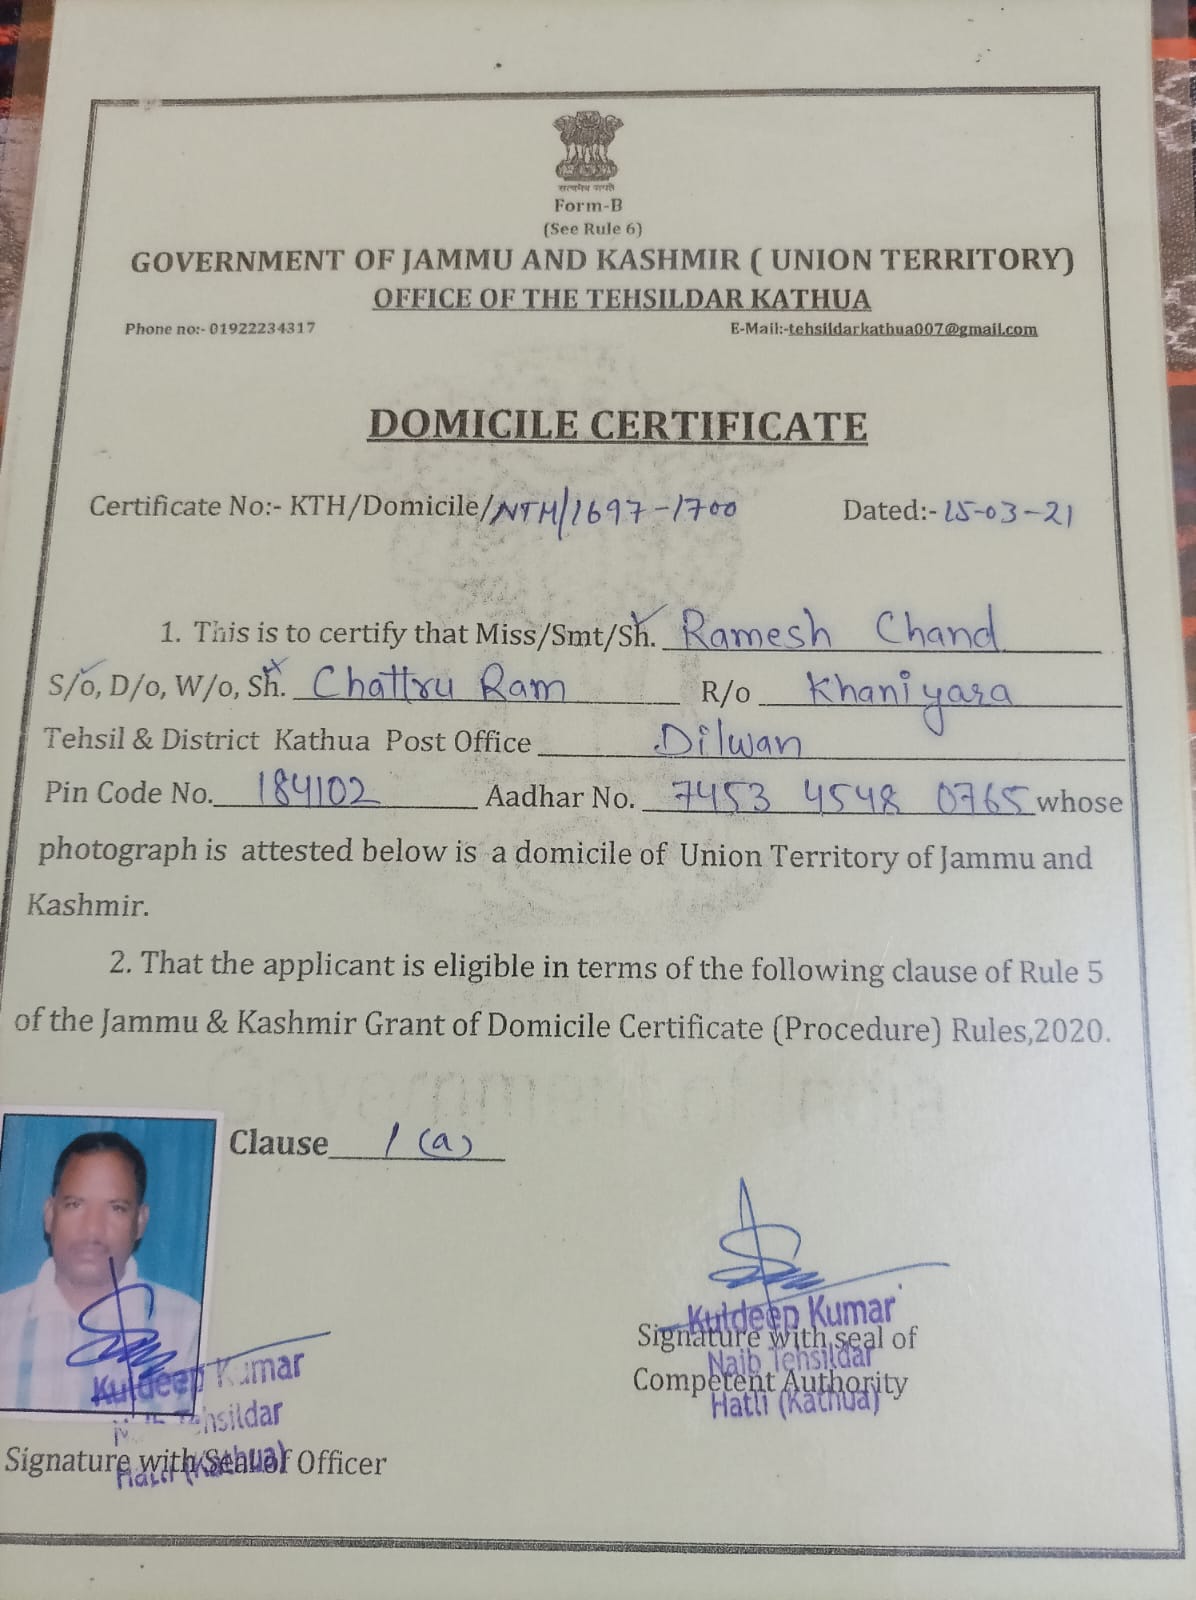 सत्यमेव जयते
Form-B
(See Rule 6)
GOVERNMENT OF JAMMU AND KASHMIR ( UNION TERRITORY)
OFFICE OF THE TEHSILDAR KATHUA
Phone no:- 01922234317 E-Mail:-tehsildarkathua007@gmail.com
DOMICILE CERTIFICATE
Certificate No:- KTH/Domicile/NTH/1697-1700 Dated:- 15-03-21
1. This is to certify that Miss/Smt/Sh. Ramesh Chand
S/o, D/o, W/o, Sh. Chattru Ram R/o Khaniyara
Tehsil & District Kathua Post Office Dilwan
Pin Code No. 184102 Aadhar No. 7453 4548 0765 whose
photograph is attested below is a domicile of Union Territory of Jammu and
Kashmir.
2. That the applicant is eligible in terms of the following clause of Rule 5
of the Jammu & Kashmir Grant of Domicile Certificate (Procedure) Rules,2020.
Clause 1 (a)
Kuldeep Kumar
Signature with seal of
Naib Tehsildar
Competent Authority
Hatli (Kathua)
Kuldeep Kumar
Tehsildar
Signature with Seal of Officer
Hatli (Kathua)